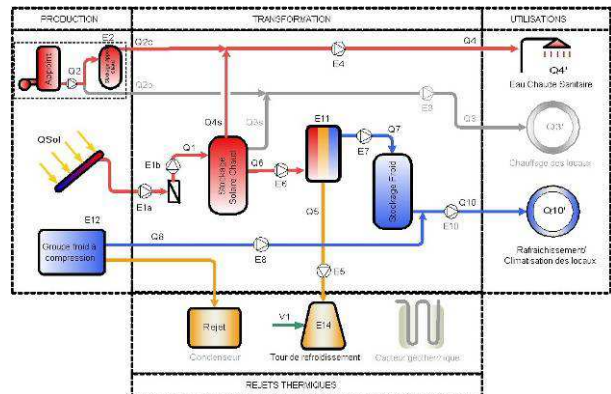 PRODUCTION
TRANSFORMATION
UTILISATIONS
E2
Q2c
Q4
E4
Appoint
Q2
Q4'
Eau Chaude Sanitaire
Q2b
E3
Q3
Q3'
Chauffage des locaux
QSol
Q4s
Q3s
E11
Q1
E1b
E1a
Stockage
Solaire Chaud
Q6
E6
E7
Q7
Stockage Froid
Q5
E12
Groupe froid à
compression
Q8
E8
Q10
E10
Q10'
Rafraichissement/
Climatisation des locaux
E5
Rejet
Condenseur
V1
E14
Tour de refroidissement
Capteur géothermique
REJETS THERMIQUES